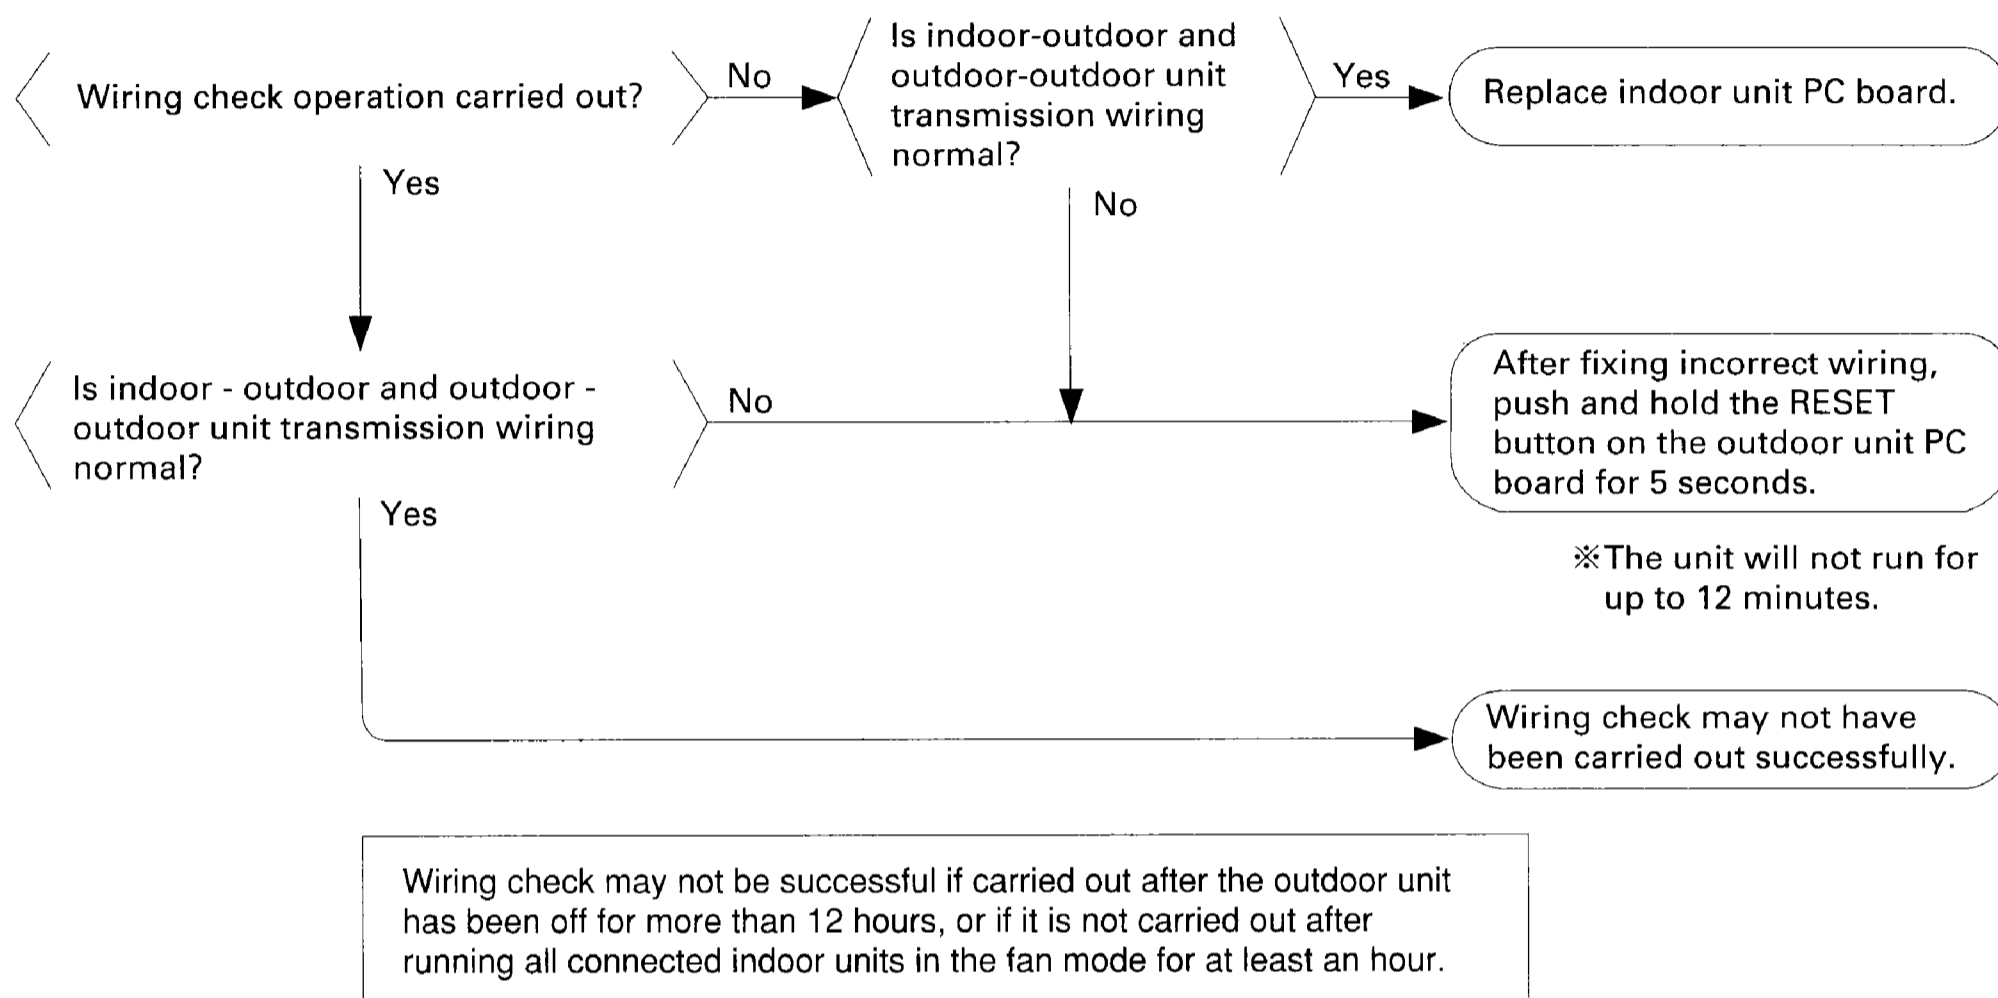 Wiring check operation carried out?
No
Is indoor-outdoor and
outdoor-outdoor unit
transmission wiring
normal?
Yes
Replace indoor unit PC board.
Yes
No
Is indoor - outdoor and outdoor -
outdoor unit transmission wiring
normal?
No
After fixing incorrect wiring,
push and hold the RESET
button on the outdoor unit PC
board for 5 seconds.
Yes
※The unit will not run for
up to 12 minutes.
Wiring check may not have
been carried out successfully.
Wiring check may not be successful if carried out after the outdoor unit
has been off for more than 12 hours, or if it is not carried out after
running all connected indoor units in the fan mode for at least an hour.